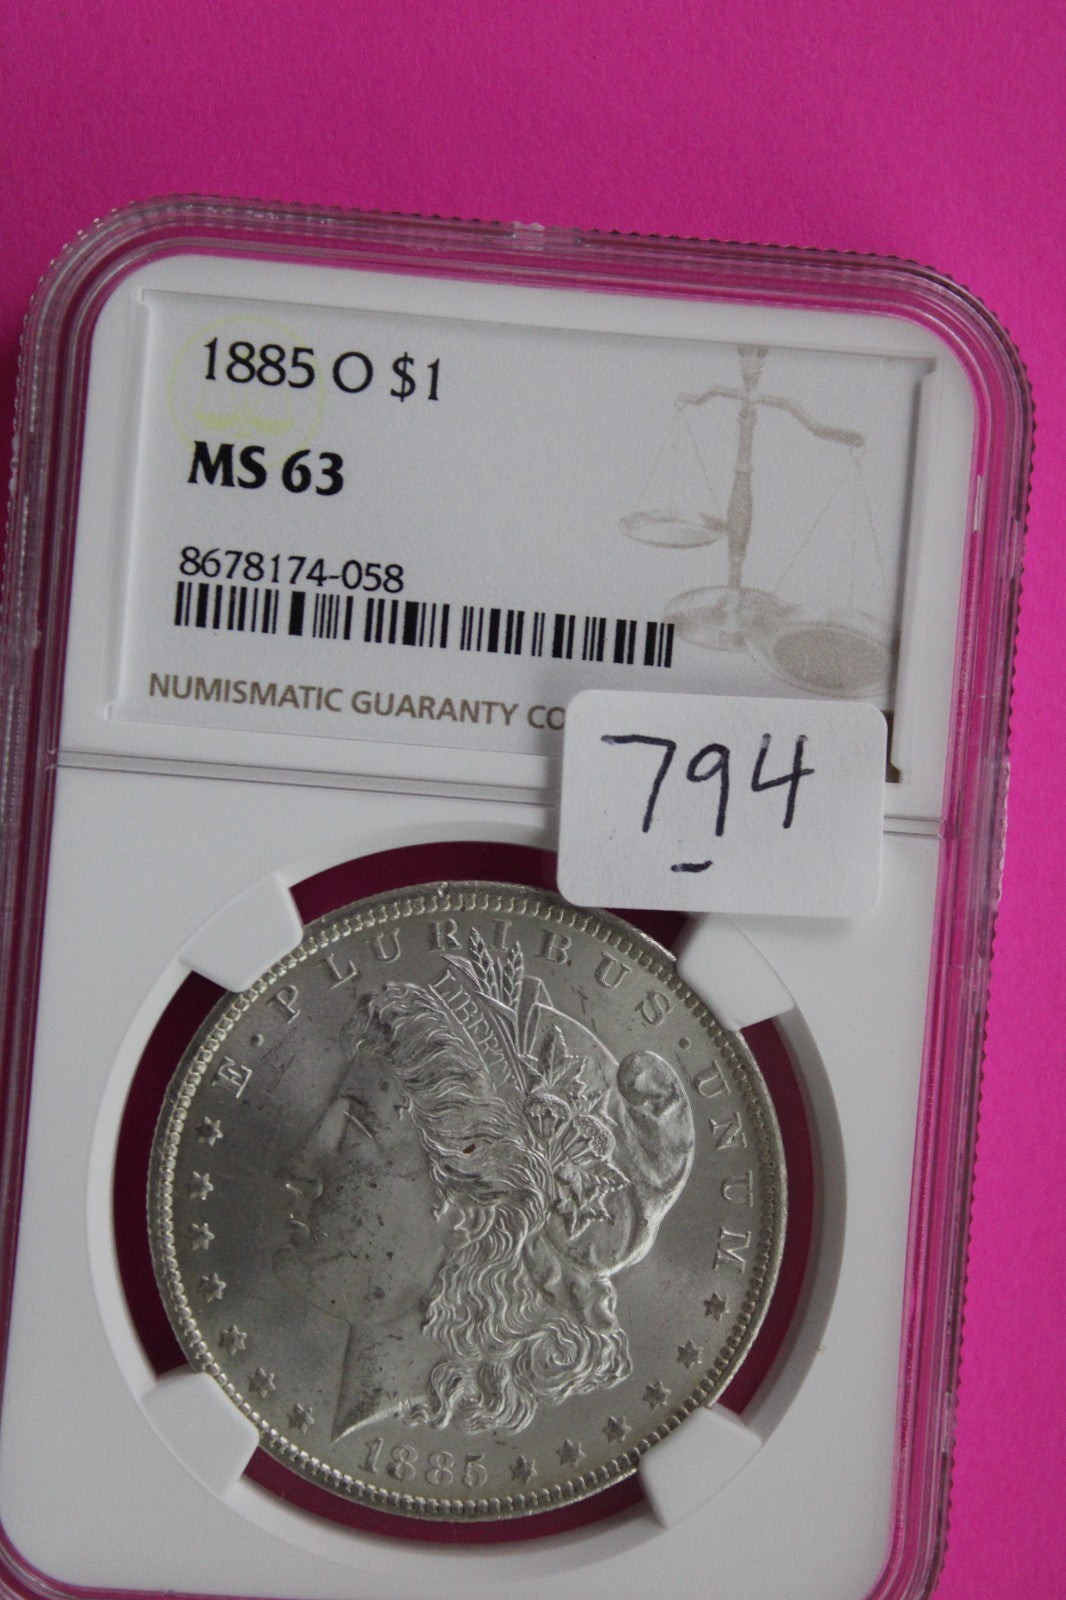 1885 O $1
MS 63
8678174-058
NUMISMATIC GUARANTY CO
794
E · PLURIBUS · UNUM
LIBERTY
1885